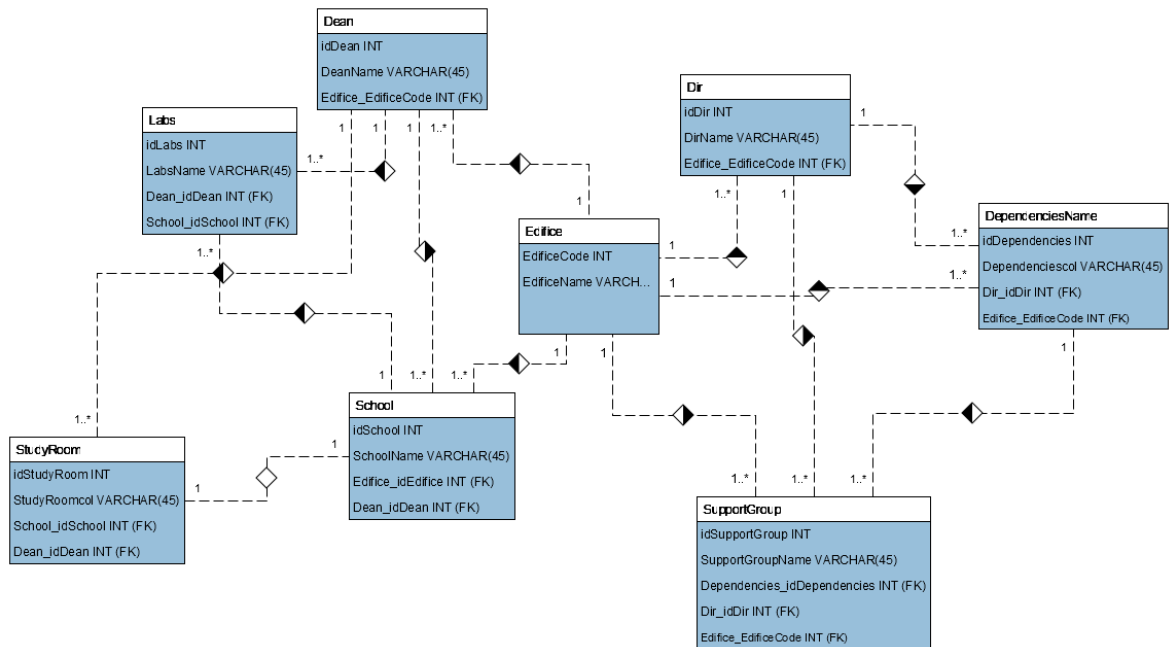 Dean
idDean INT
DeanName VARCHAR(45)
Edifice_EdificeCode INT (FK)
1
1
1
1..*
Labs
idLabs INT
LabsName VARCHAR(45)
Dean_idDean INT (FK)
School_idSchool INT (FK)
1..*
1..*
Dir
idDir INT
DirName VARCHAR(45)
Edifice_EdificeCode INT (FK)
1
1..*
1
Edifice
EdificeCode INT
EdificeName VARCH...
1
1
1
1
1
DependenciesName
idDependencies INT
Dependenciescol VARCHAR(45)
Dir_idDir INT (FK)
Edifice_EdificeCode INT (FK)
1..*
1..*
1
School
idSchool INT
SchoolName VARCHAR(45)
Edifice_idEdifice INT (FK)
Dean_idDean INT (FK)
1
1..*
1..*
1
StudyRoom
idStudyRoom INT
StudyRoomcol VARCHAR(45)
School_idSchool INT (FK)
Dean_idDean INT (FK)
1..*
1
SupportGroup
idSupportGroup INT
SupportGroupName VARCHAR(45)
Dependencies_idDependencies INT (FK)
Dir_idDir INT (FK)
Edifice_EdificeCode INT (FK)
1..*
1..*
1..*